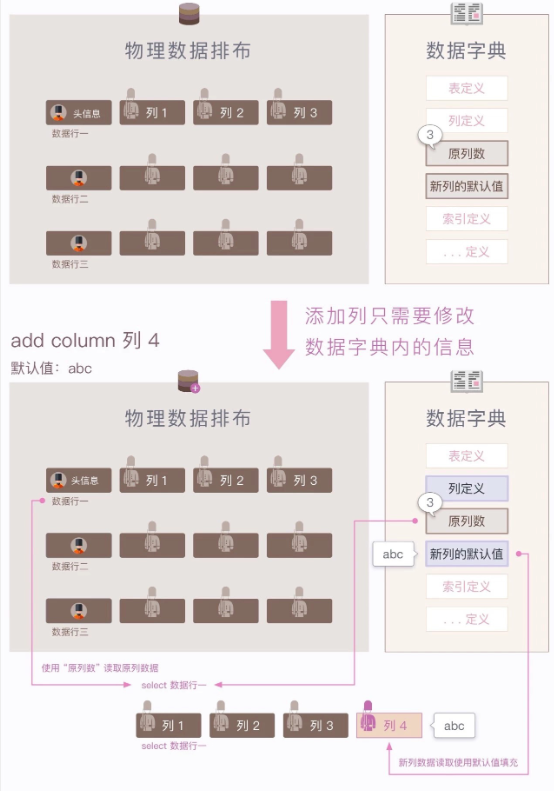 物理数据排布
数据字典
头信息
列 1
列 2
列 3
数据行一
数据行二
数据行三
表定义
列定义
3
原列数
新列的默认值
索引定义
...定义
添加列只需要修改
数据字典内的信息
add column 列 4
默认值：abc
物理数据排布
数据字典
头信息
列 1
列 2
列 3
数据行一
数据行二
数据行三
表定义
列定义
3
原列数
abc
新列的默认值
索引定义
...定义
使用“原列数”读取原列数据
select 数据行一
列 1
列 2
列 3
列 4
abc
select 数据行一
新列数据读取使用默认值填充